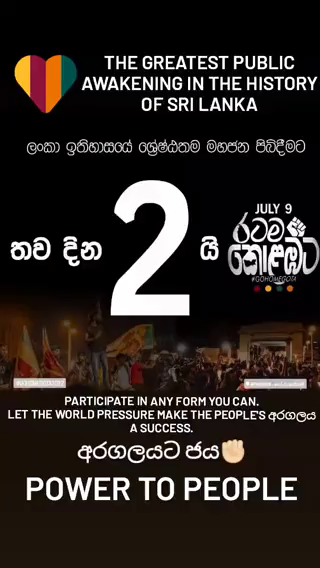 THE GREATEST PUBLIC
AWAKENING IN THE HISTORY
OF SRI LANKA
ලංකා ඉතිහාසයේ ශ්‍රේෂ්ඨතම මහජන පිබිදීමට
තව දින 2 යි
JULY 9
රටම
කොළඹට
#GOHOMEGOTA
#GOHOMEGOTA2022
PARTICIPATE IN ANY FORM YOU CAN.
LET THE WORLD PRESSURE MAKE THE PEOPLE'S අරගලය
A SUCCESS.
අරගලයට ජය✊🏻
POWER TO PEOPLE